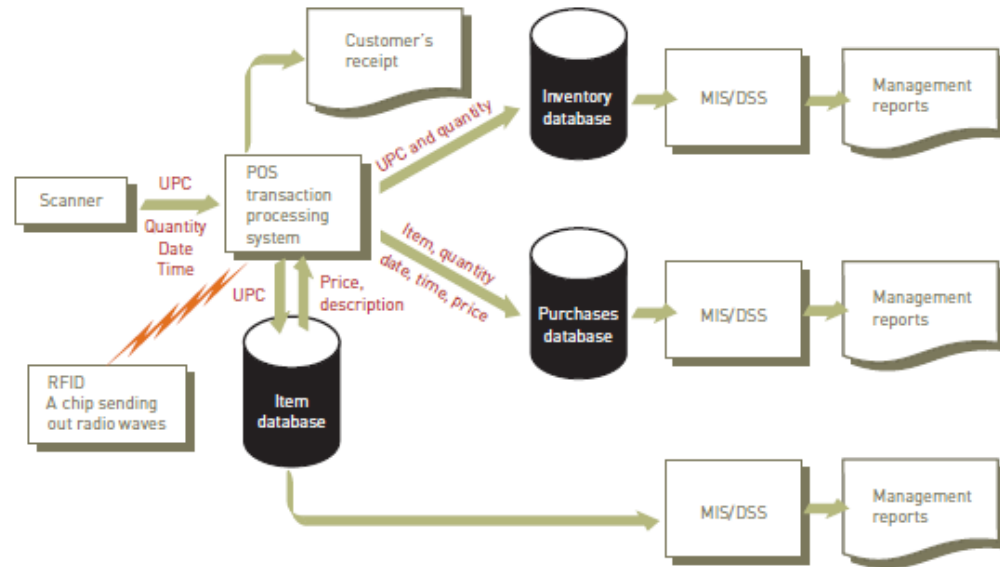 Customer's
receipt
Inventory
database
MIS/DSS
Management
reports
UPC and quantity
Scanner
UPC
Quantity
Date
Time
POS
transaction
processing
system
UPC
Price,
description
Item, quantity
date, time, price
Purchases
database
MIS/DSS
Management
reports
RFID
A chip sending
out radio waves
Item
database
MIS/DSS
Management
reports